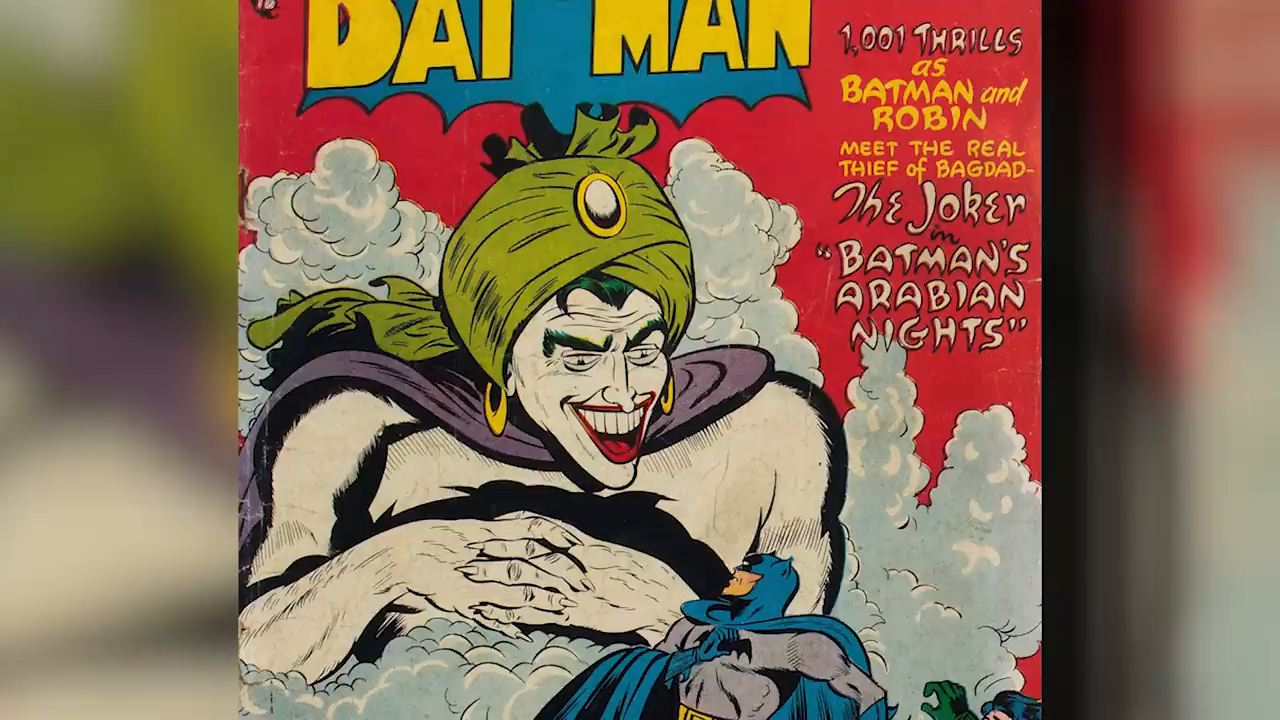 BATMAN
1,001 THRILLS
as
BATMAN and
ROBIN
MEET THE REAL
THIEF of BAGDAD-
The JOKER
in
"BATMAN'S
ARABIAN
NIGHTS"